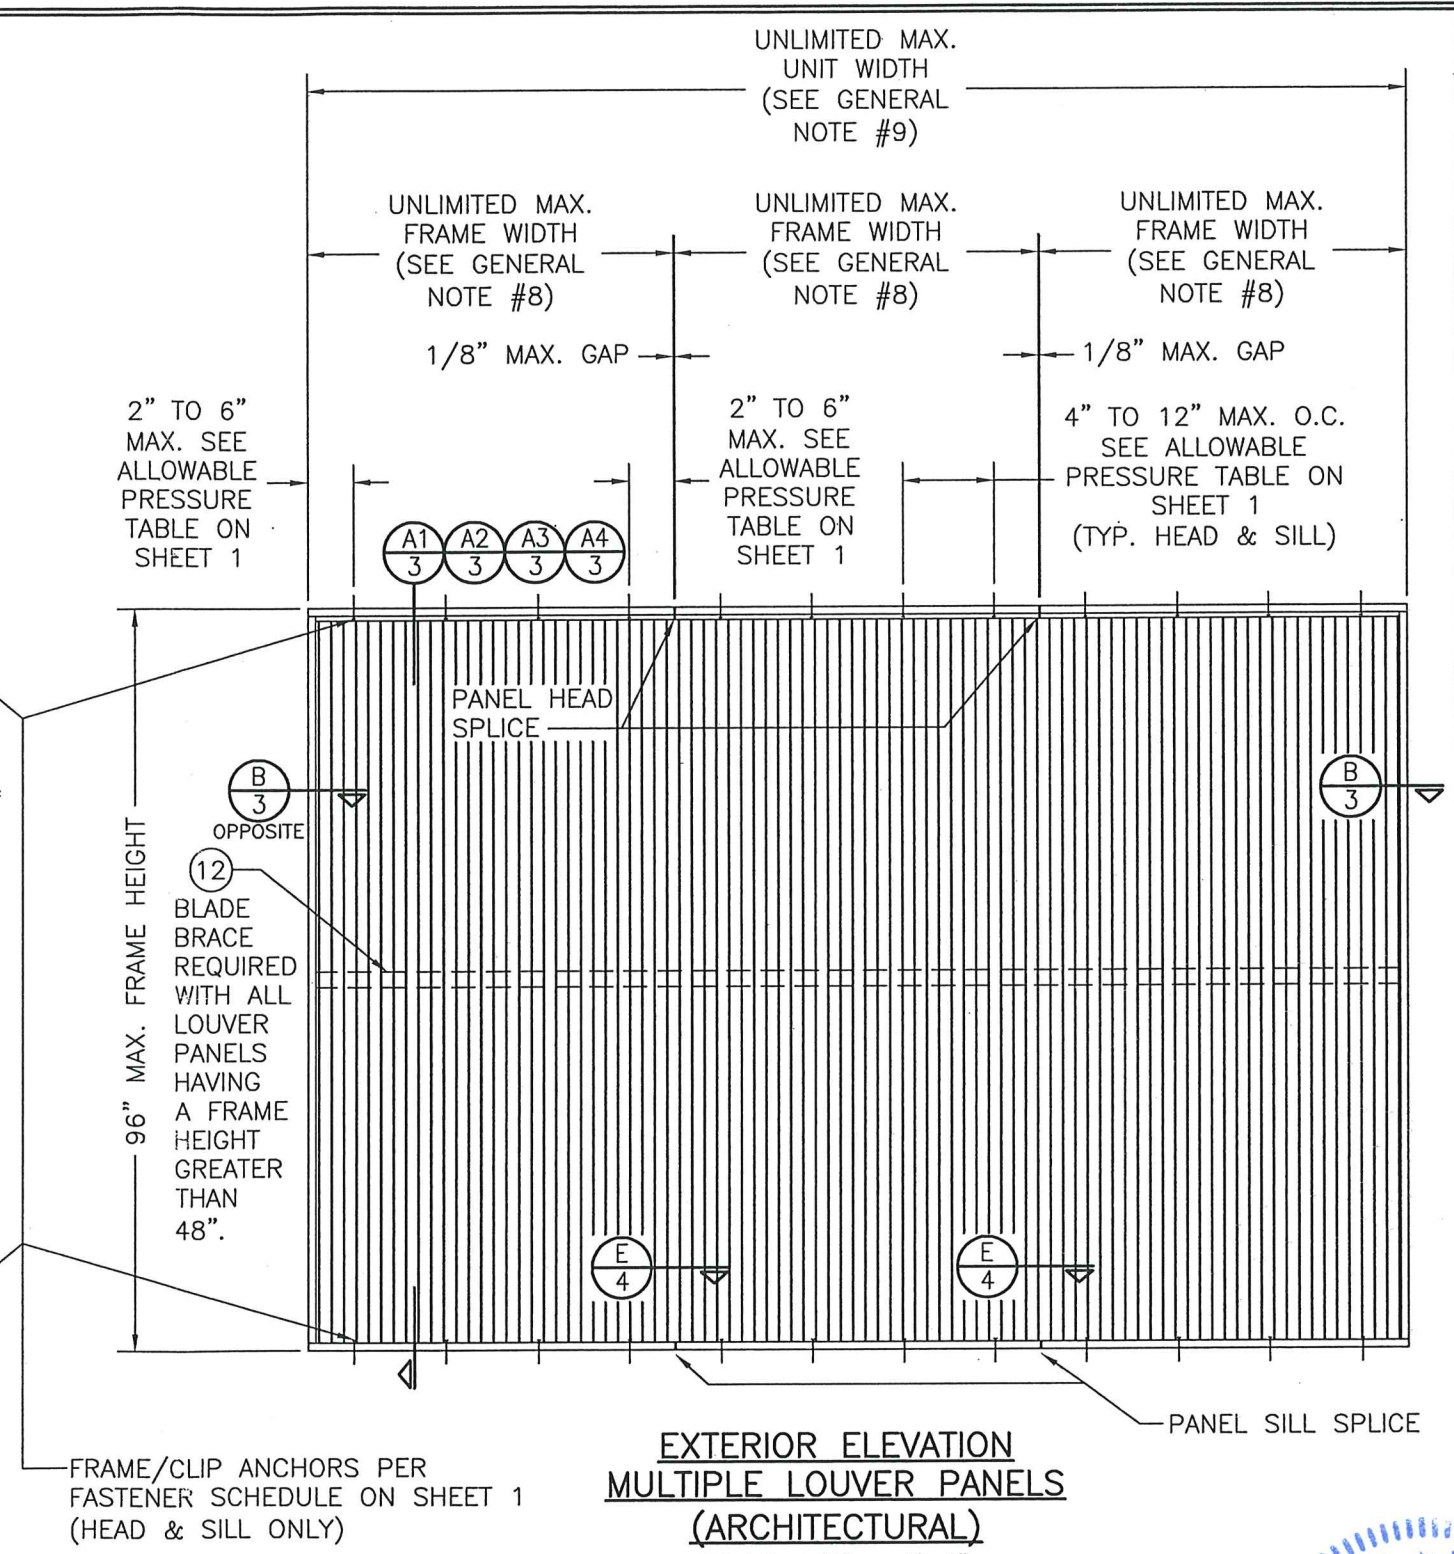 UNLIMITED MAX.
UNIT WIDTH
(SEE GENERAL
NOTE #9)
UNLIMITED MAX.
FRAME WIDTH
(SEE GENERAL
NOTE #8)
UNLIMITED MAX.
FRAME WIDTH
(SEE GENERAL
NOTE #8)
UNLIMITED MAX.
FRAME WIDTH
(SEE GENERAL
NOTE #8)
1/8" MAX. GAP
1/8" MAX. GAP
2" TO 6"
MAX. SEE
ALLOWABLE
PRESSURE
TABLE ON
SHEET 1
2" TO 6"
MAX. SEE
ALLOWABLE
PRESSURE
TABLE ON
SHEET 1
4" TO 12" MAX. O.C.
SEE ALLOWABLE
PRESSURE TABLE ON
SHEET 1
(TYP. HEAD & SILL)
A1 A2 A3 A4
3 3 3 3
PANEL HEAD
SPLICE
B
3
OPPOSITE
B
3
96" MAX. FRAME HEIGHT
12
BLADE
BRACE
REQUIRED
WITH ALL
LOUVER
PANELS
HAVING
A FRAME
HEIGHT
GREATER
THAN
48".
E
4
E
4
PANEL SILL SPLICE
FRAME/CLIP ANCHORS PER
FASTENER SCHEDULE ON SHEET 1
(HEAD & SILL ONLY)
EXTERIOR ELEVATION
MULTIPLE LOUVER PANELS
(ARCHITECTURAL)